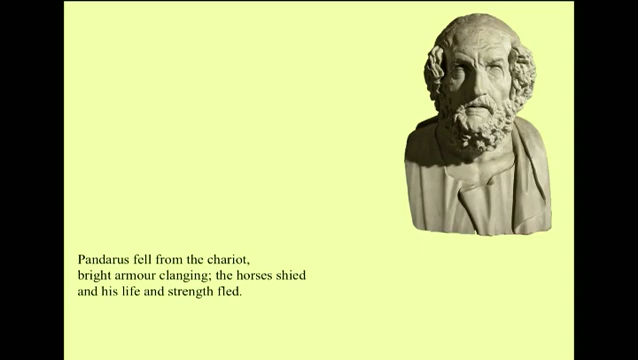 Pandarus fell from the chariot,
bright armour clanging; the horses shied
and his life and strength fled.